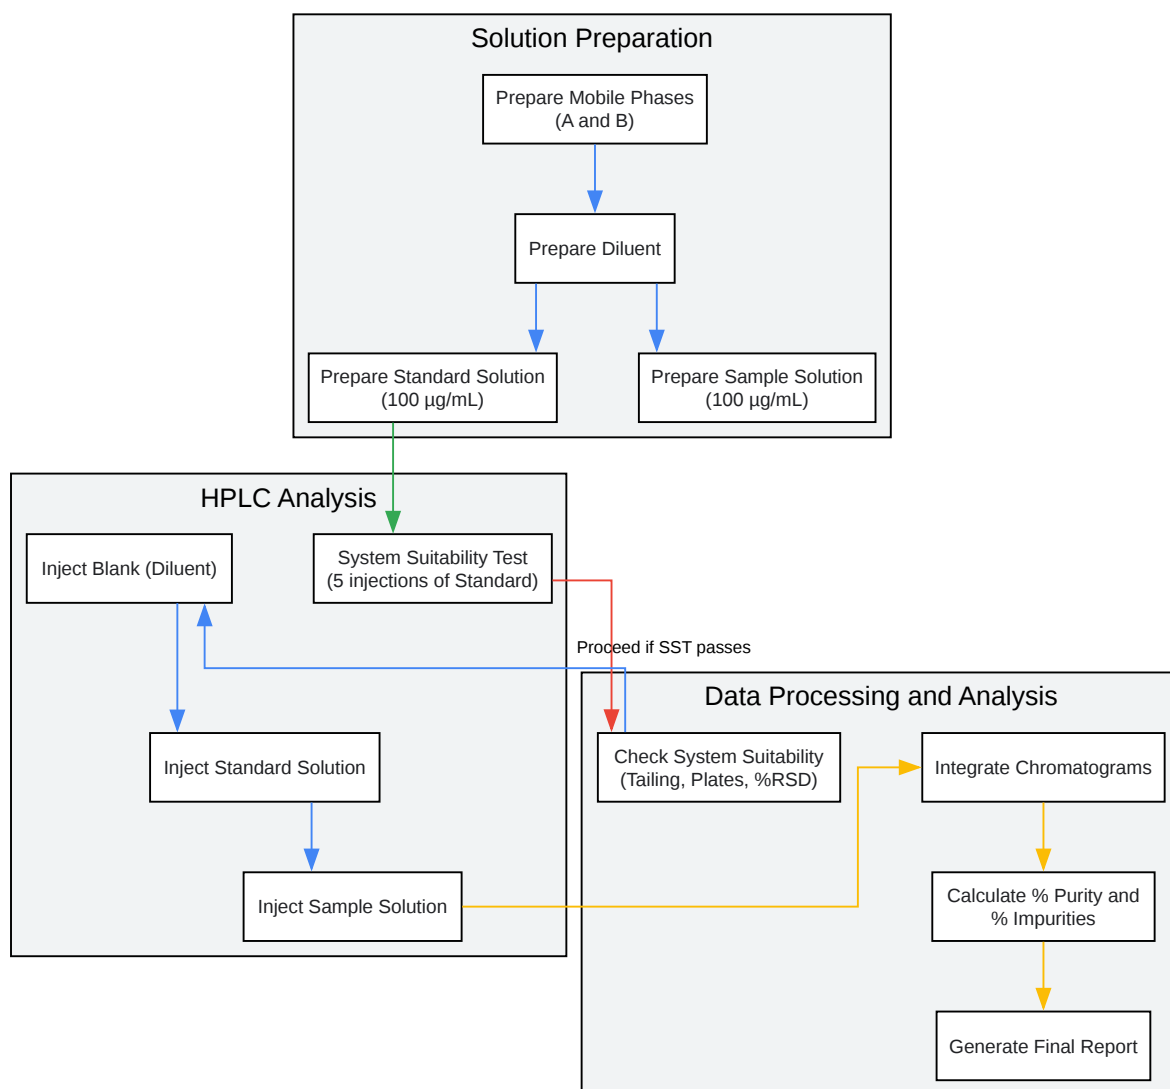 Solution Preparation
Prepare Mobile Phases
(A and B)
Prepare Diluent
Prepare Standard Solution
(100 µg/mL)
Prepare Sample Solution
(100 µg/mL)
HPLC Analysis
Inject Blank (Diluent)
System Suitability Test
(5 injections of Standard)
Proceed if SST passes
Inject Standard Solution
Inject Sample Solution
Data Processing and Analysis
Check System Suitability
(Tailing, Plates, %RSD)
Integrate Chromatograms
Calculate % Purity and
% Impurities
Generate Final Report